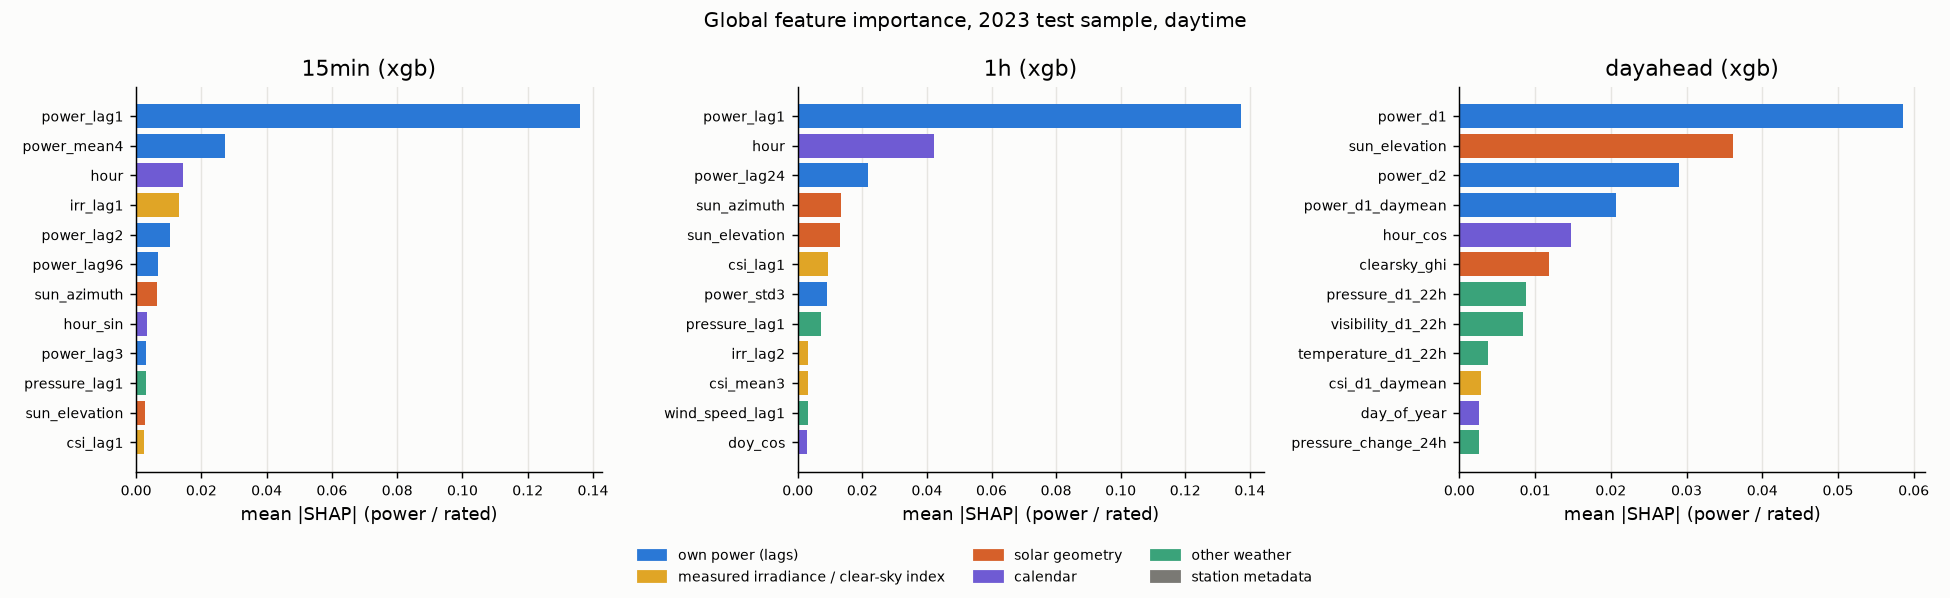 Global feature importance, 2023 test sample, daytime
15min (xgb)
power_lag1
power_mean4
hour
irr_lag1
power_lag2
power_lag96
sun_azimuth
hour_sin
power_lag3
pressure_lag1
sun_elevation
csi_lag1
0.00 0.02 0.04 0.06 0.08 0.10 0.12 0.14
mean |SHAP| (power / rated)
1h (xgb)
power_lag1
hour
power_lag24
sun_azimuth
sun_elevation
csi_lag1
power_std3
pressure_lag1
irr_lag2
csi_mean3
wind_speed_lag1
doy_cos
0.00 0.02 0.04 0.06 0.08 0.10 0.12 0.14
mean |SHAP| (power / rated)
dayahead (xgb)
power_d1
sun_elevation
power_d2
power_d1_daymean
hour_cos
clearsky_ghi
pressure_d1_22h
visibility_d1_22h
temperature_d1_22h
csi_d1_daymean
day_of_year
pressure_change_24h
0.00 0.01 0.02 0.03 0.04 0.05 0.06
mean |SHAP| (power / rated)
own power (lags)
measured irradiance / clear-sky index
solar geometry
calendar
other weather
station metadata